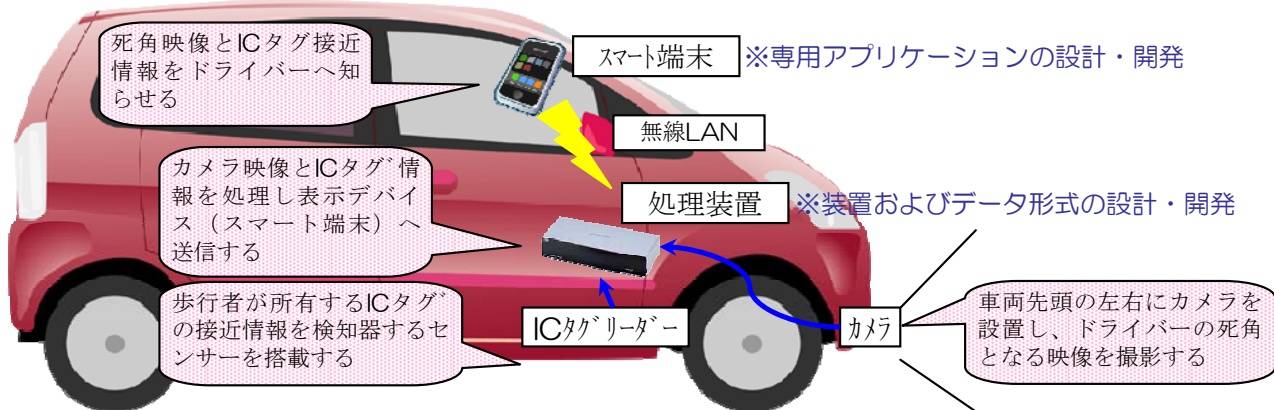 死角映像とICタグ接近
情報をドライバーへ知
らせる
スマート端末
※専用アプリケーションの設計・開発
無線LAN
カメラ映像とICタグ情
報を処理し表示デバイ
ス（スマート端末）へ
送信する
処理装置
※装置およびデータ形式の設計・開発
歩行者が所有するICタグ
の接近情報を検知器するセ
ンサーを搭載する
ICタグリーダー
カメラ
車両先頭の左右にカメラを
設置し、ドライバーの死角
となる映像を撮影する